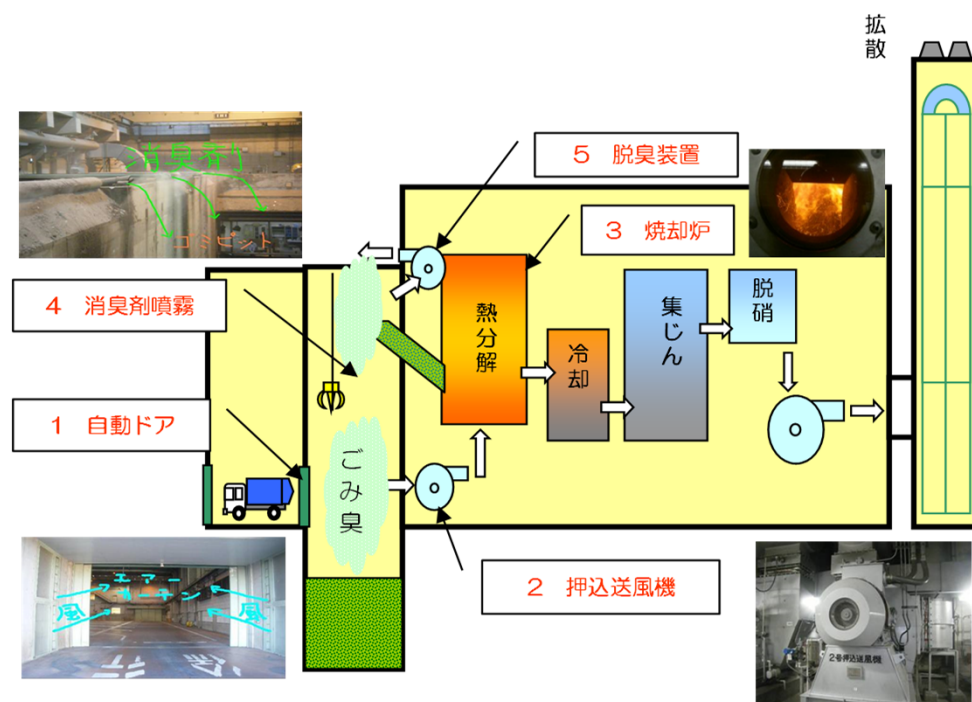 拡散
消臭剤
ゴミピット
5 脱臭装置
3 焼却炉
4 消臭剤噴霧
熱分解
冷却
集じん
脱硝
1 自動ドア
ごみ臭
2 押込送風機
エアー
カーテン
風
風
2号押込送風機